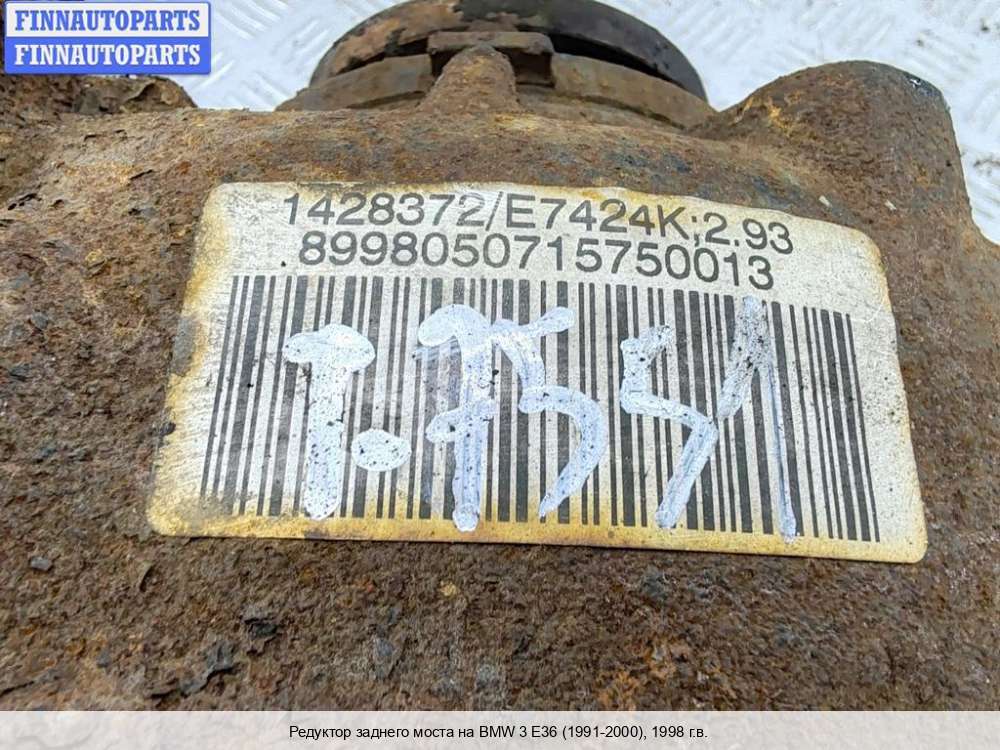 FINNAUTOPARTS
FINNAUTOPARTS
1428372/E7424K;2.93
8998050715750013
Редуктор заднего моста на BMW 3 E36 (1991-2000), 1998 г.в.